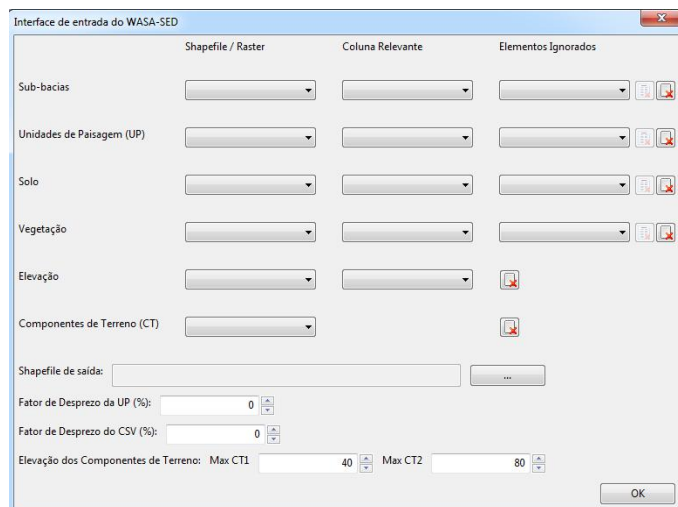 Interface de entrada do WASA-SED
Shapefile / Raster Coluna Relevante Elementos Ignorados
Sub-bacias
Unidades de Paisagem (UP)
Solo
Vegetação
Elevação
Componentes de Terreno (CT)
Shapefile de saída: ...
Fator de Desprezo da UP (%): 0
Fator de Desprezo do CSV (%): 0
Elevação dos Componentes de Terreno: Max CT1 40 Max CT2 80
OK